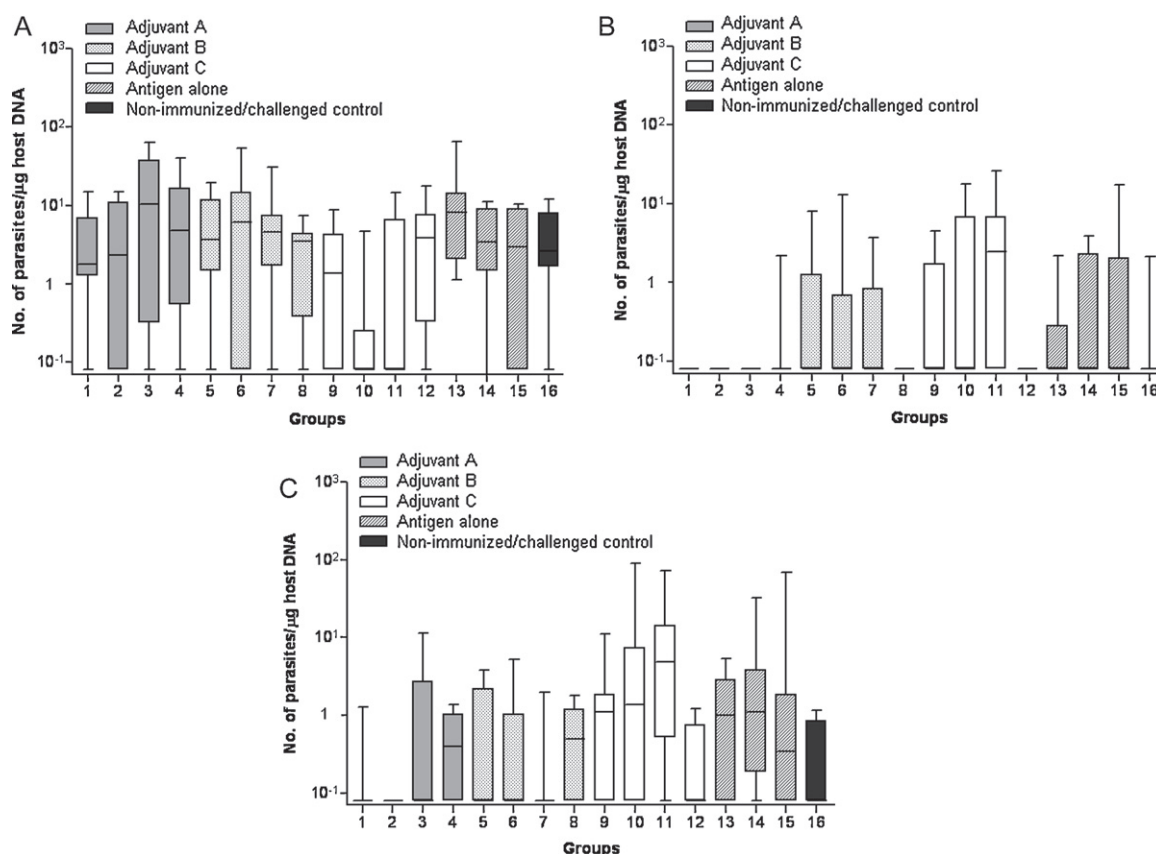 A
Adjuvant A
Adjuvant B
Adjuvant C
Antigen alone
Non-immunized/challenged control
No. of parasites/µg host DNA
10³
10²
10¹
1
10⁻¹
1 2 3 4 5 6 7 8 9 10 11 12 13 14 15 16
Groups
B
Adjuvant A
Adjuvant B
Adjuvant C
Antigen alone
Non-immunized/challenged control
No. of parasites/µg host DNA
10³
10²
10¹
1
10⁻¹
1 2 3 4 5 6 7 8 9 10 11 12 13 14 15 16
Groups
C
Adjuvant A
Adjuvant B
Adjuvant C
Antigen alone
Non-immunized/challenged control
No. of parasites/µg host DNA
10³
10²
10¹
1
10⁻¹
1 2 3 4 5 6 7 8 9 10 11 12 13 14 15 16
Groups